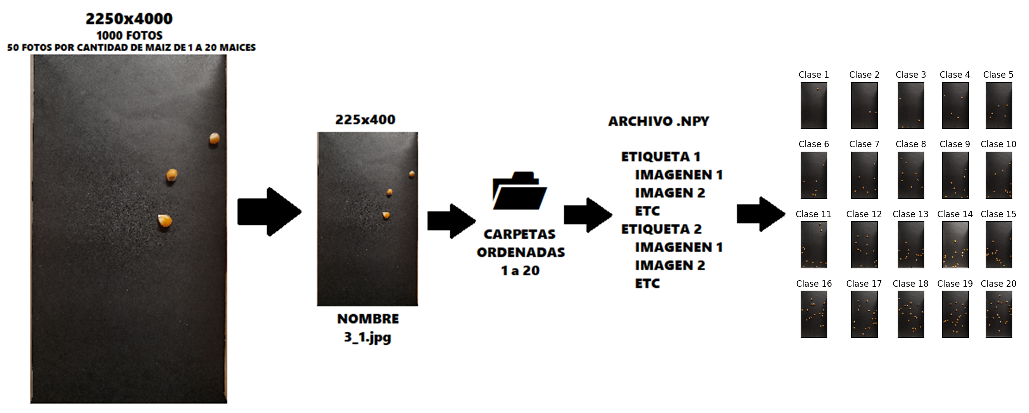 2250x4000
1000 FOTOS
50 FOTOS POR CANTIDAD DE MAIZ DE 1 A 20 MAICES
225x400
NOMBRE
3_1.jpg
CARPETAS
ORDENADAS
1 a 20
ARCHIVO .NPY
ETIQUETA 1
IMAGENEN 1
IMAGEN 2
ETC
ETIQUETA 2
IMAGENEN 1
IMAGEN 2
ETC
Clase 1 Clase 2 Clase 3 Clase 4 Clase 5
Clase 6 Clase 7 Clase 8 Clase 9 Clase 10
Clase 11 Clase 12 Clase 13 Clase 14 Clase 15
Clase 16 Clase 17 Clase 18 Clase 19 Clase 20